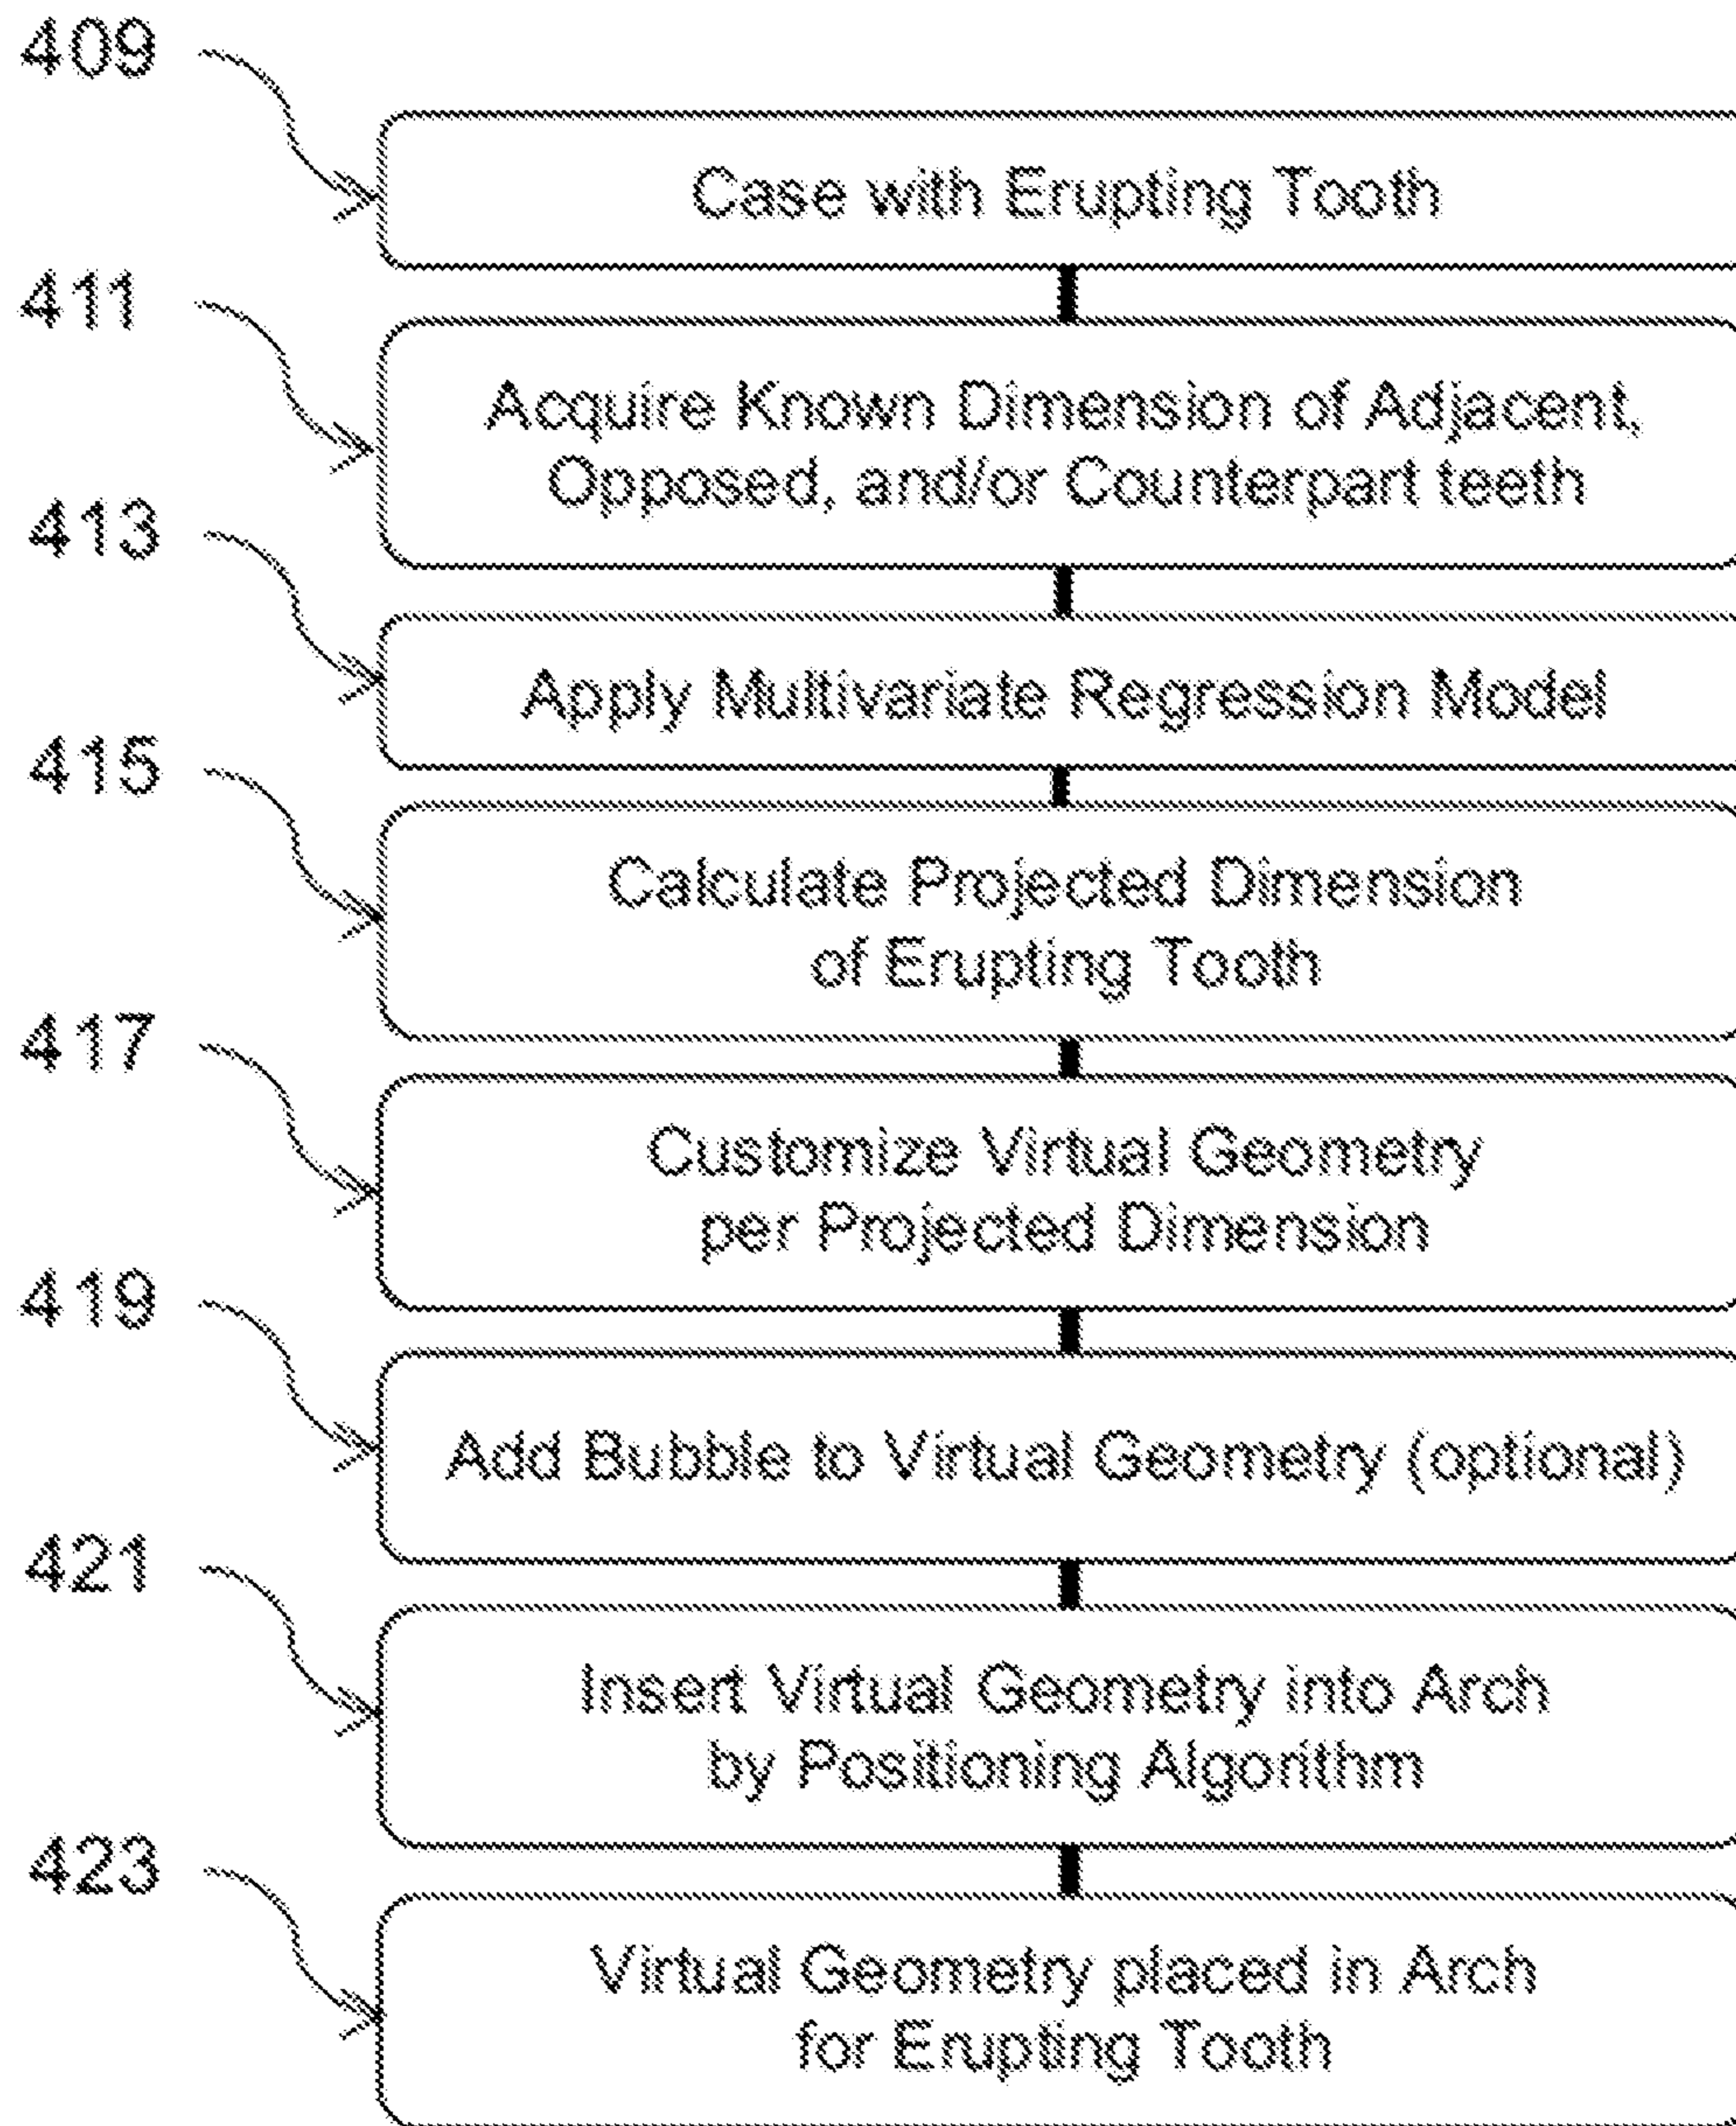 409
Case with Erupting Tooth
411
Acquire Known Dimension of Adjacent,
Opposed, and/or Counterpart teeth
413
Apply Multivariate Regression Model
415
Calculate Projected Dimension
of Erupting Tooth
417
Customize Virtual Geometry
per Projected Dimension
419
Add Bubble to Virtual Geometry (optional)
421
Insert Virtual Geometry into Arch
by Positioning Algorithm
423
Virtual Geometry placed in Arch
for Erupting Tooth